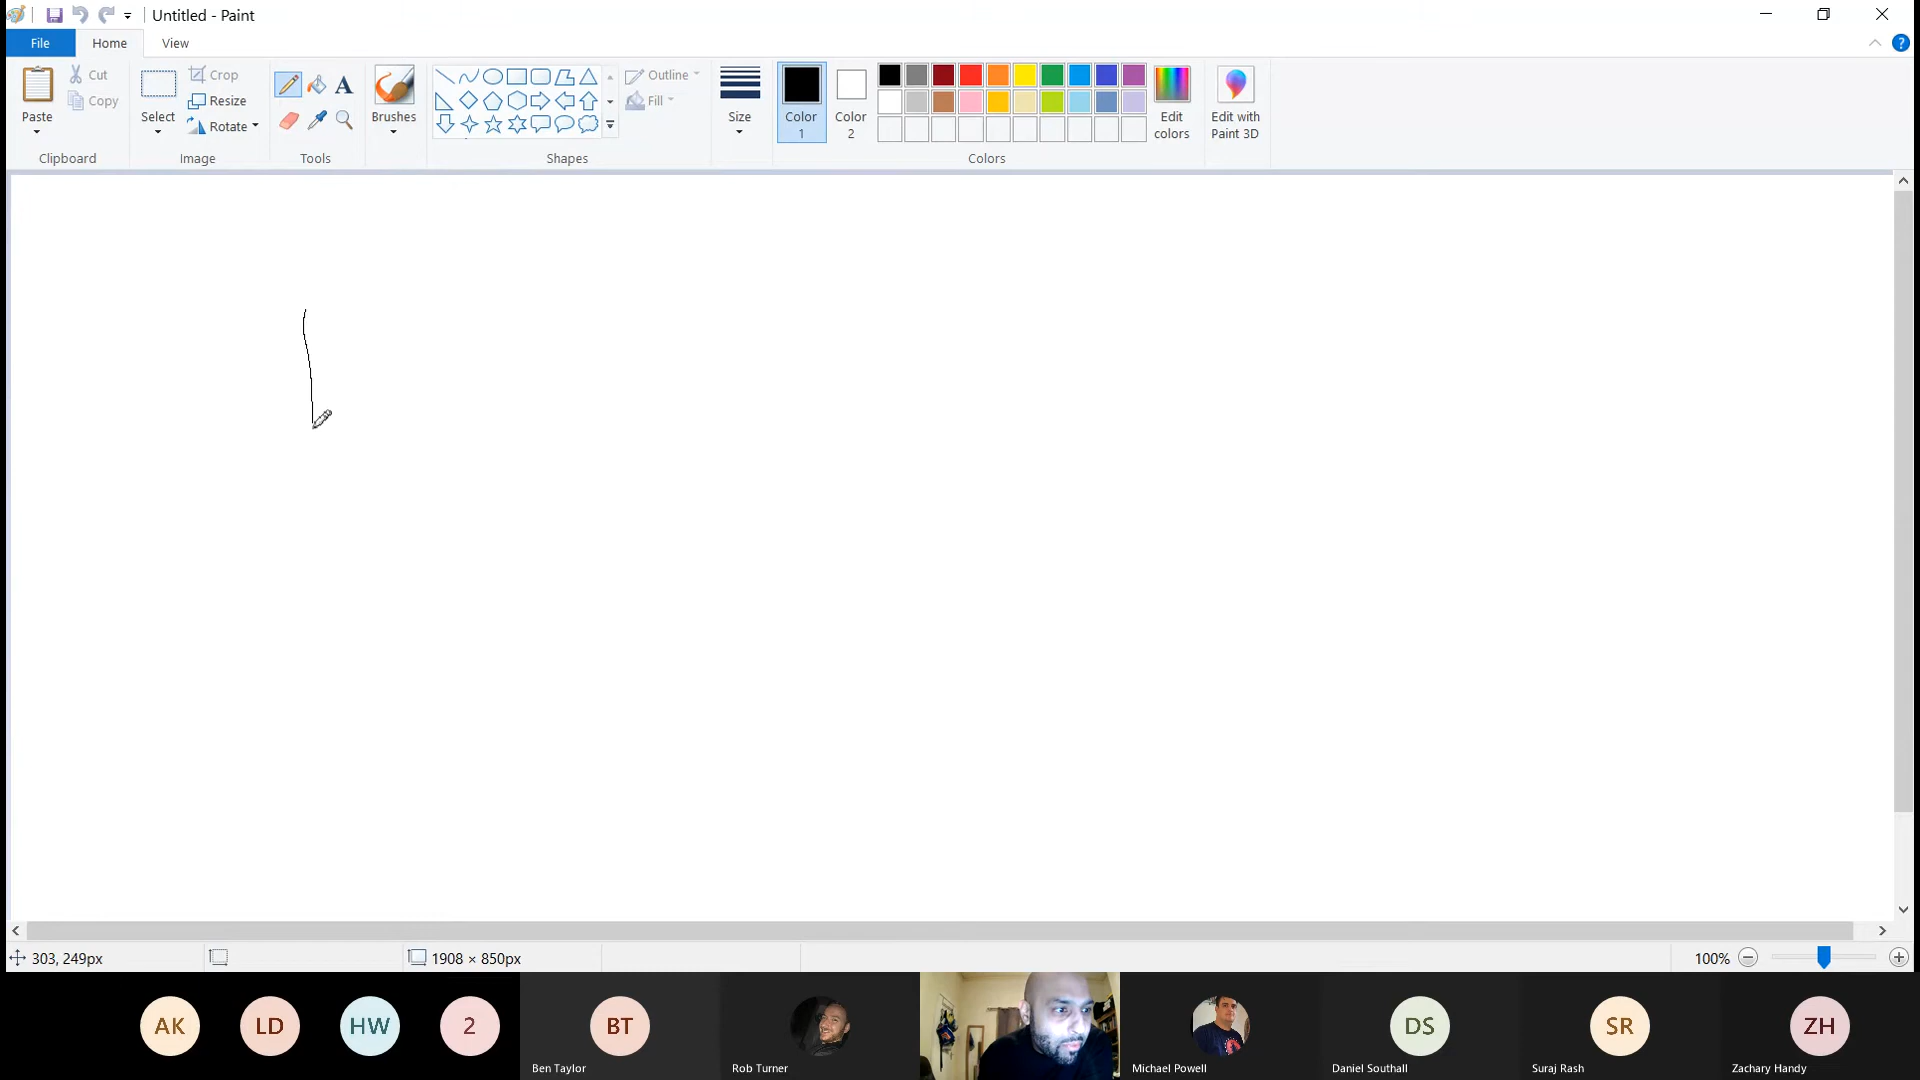 Untitled - Paint
File Home View
Paste
Cut
Copy
Clipboard
Select
Crop
Resize
Rotate
Image
A
Tools
Brushes
Outline
Fill
Shapes
Size
Color 1
Color 2
Edit colors
Edit with Paint 3D
Colors
303, 249px
1908 × 850px
100%
AK LD HW 2 BT DS SR ZH
Ben Taylor Rob Turner Michael Powell Daniel Southall Suraj Rash Zachary Handy